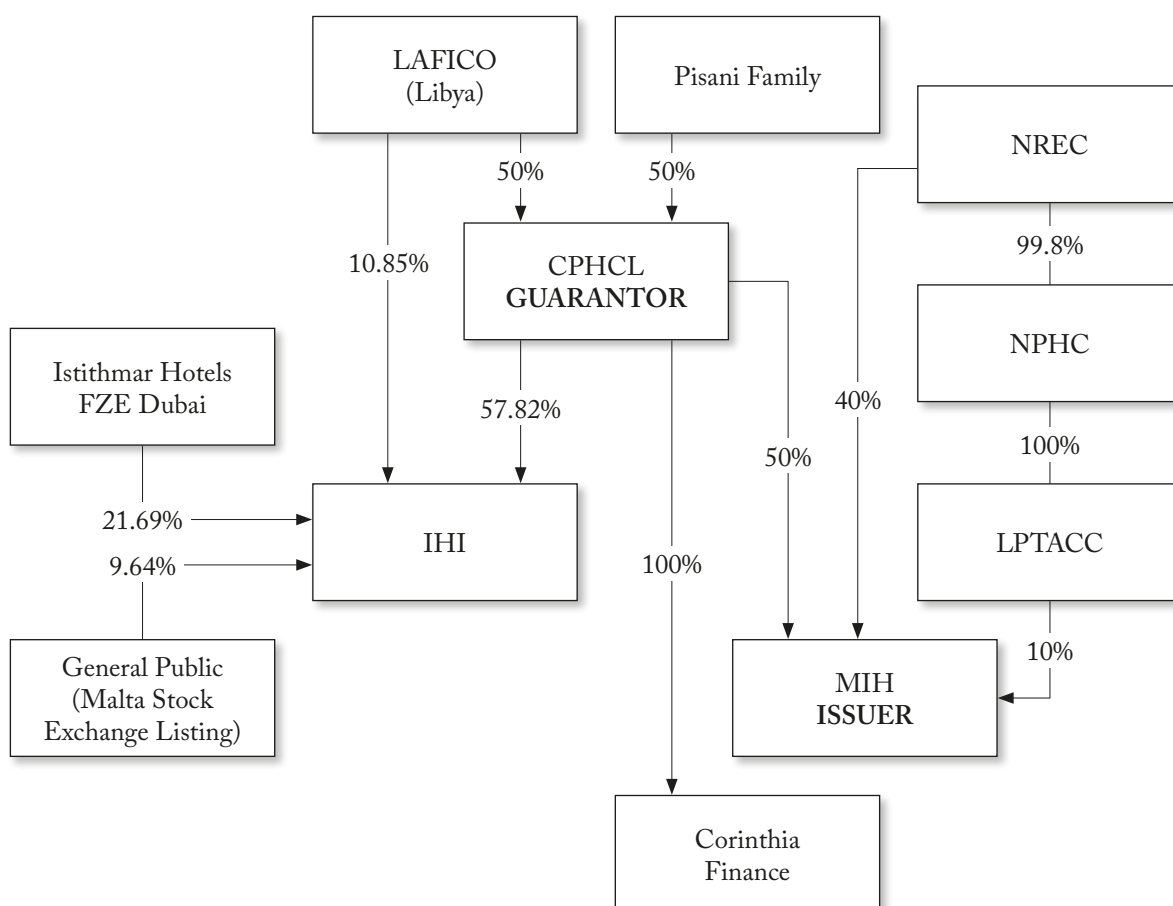 LAFICO
(Libya)
Pisani Family
NREC
50%
50%
99.8%
10.85%
CPHCL
GUARANTOR
NPHC
Istithmar Hotels
FZE Dubai
57.82%
40%
50%
100%
21.69%
9.64%
IHI
100%
LPTACC
General Public
(Malta Stock
Exchange Listing)
MIH
ISSUER
10%
Corinthia
Finance